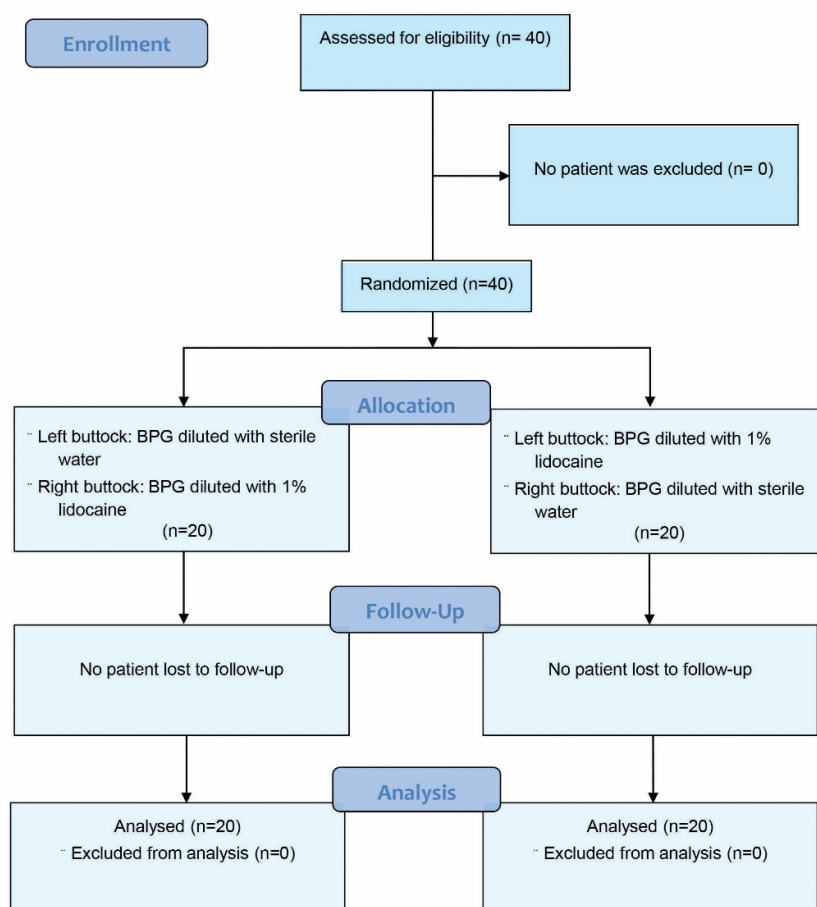 Enrollment
Assessed for eligibility (n= 40)
No patient was excluded (n= 0)
Randomized (n=40)
Allocation
¨ Left buttock: BPG diluted with sterile
water
¨ Right buttock: BPG diluted with 1%
lidocaine
(n=20)
¨ Left buttock: BPG diluted with 1%
lidocaine
¨ Right buttock: BPG diluted with sterile
water
(n=20)
Follow-Up
No patient lost to follow-up
No patient lost to follow-up
Analysis
Analysed (n=20)
¨ Excluded from analysis (n=0)
Analysed (n=20)
¨ Excluded from analysis (n=0)